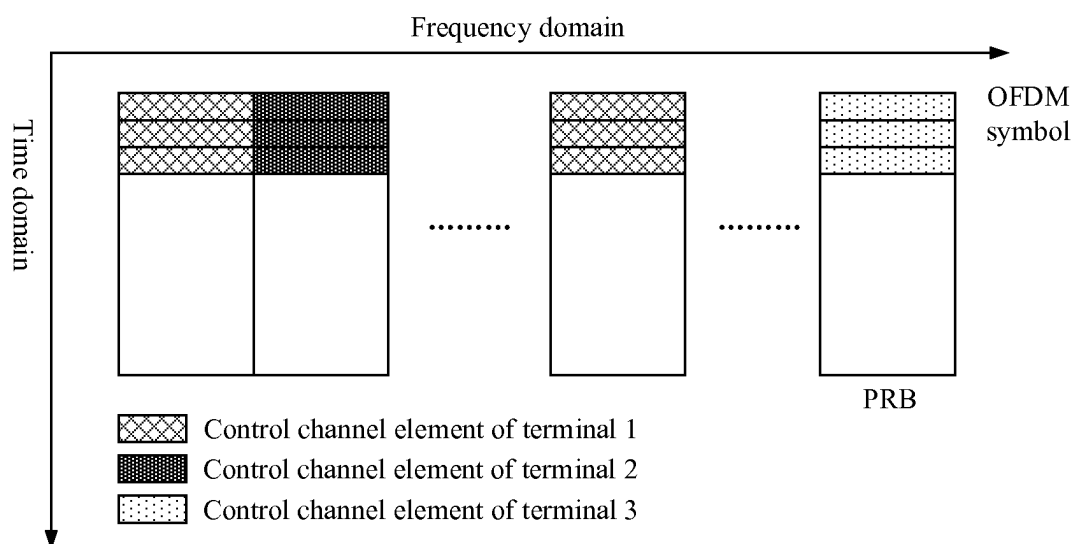 Frequency domain
OFDM
symbol
Time domain
.........
.........
PRB
Control channel element of terminal 1
Control channel element of terminal 2
Control channel element of terminal 3